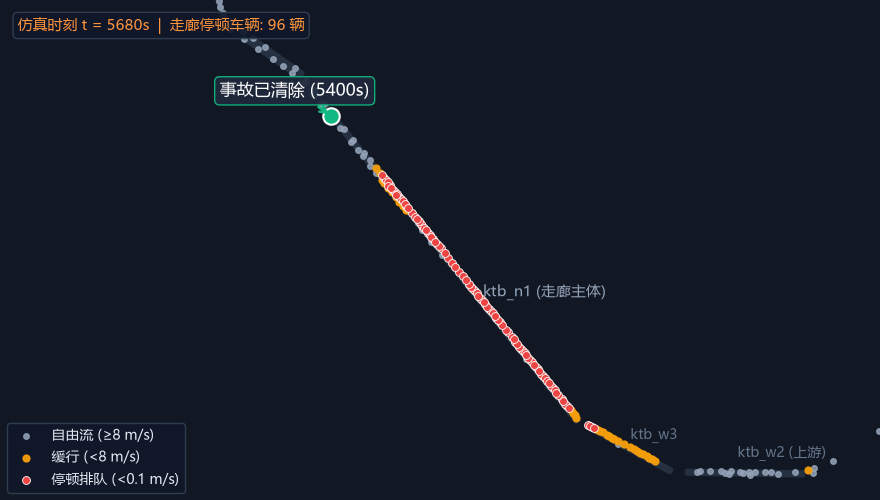 仿真时刻 t = 5680s | 走廊停顿车辆: 96 辆
事故已清除 (5400s)
ktb_n1 (走廊主体)
ktb_w3
ktb_w2 (上游)
自由流 (≥8 m/s)
缓行 (<8 m/s)
停顿排队 (<0.1 m/s)